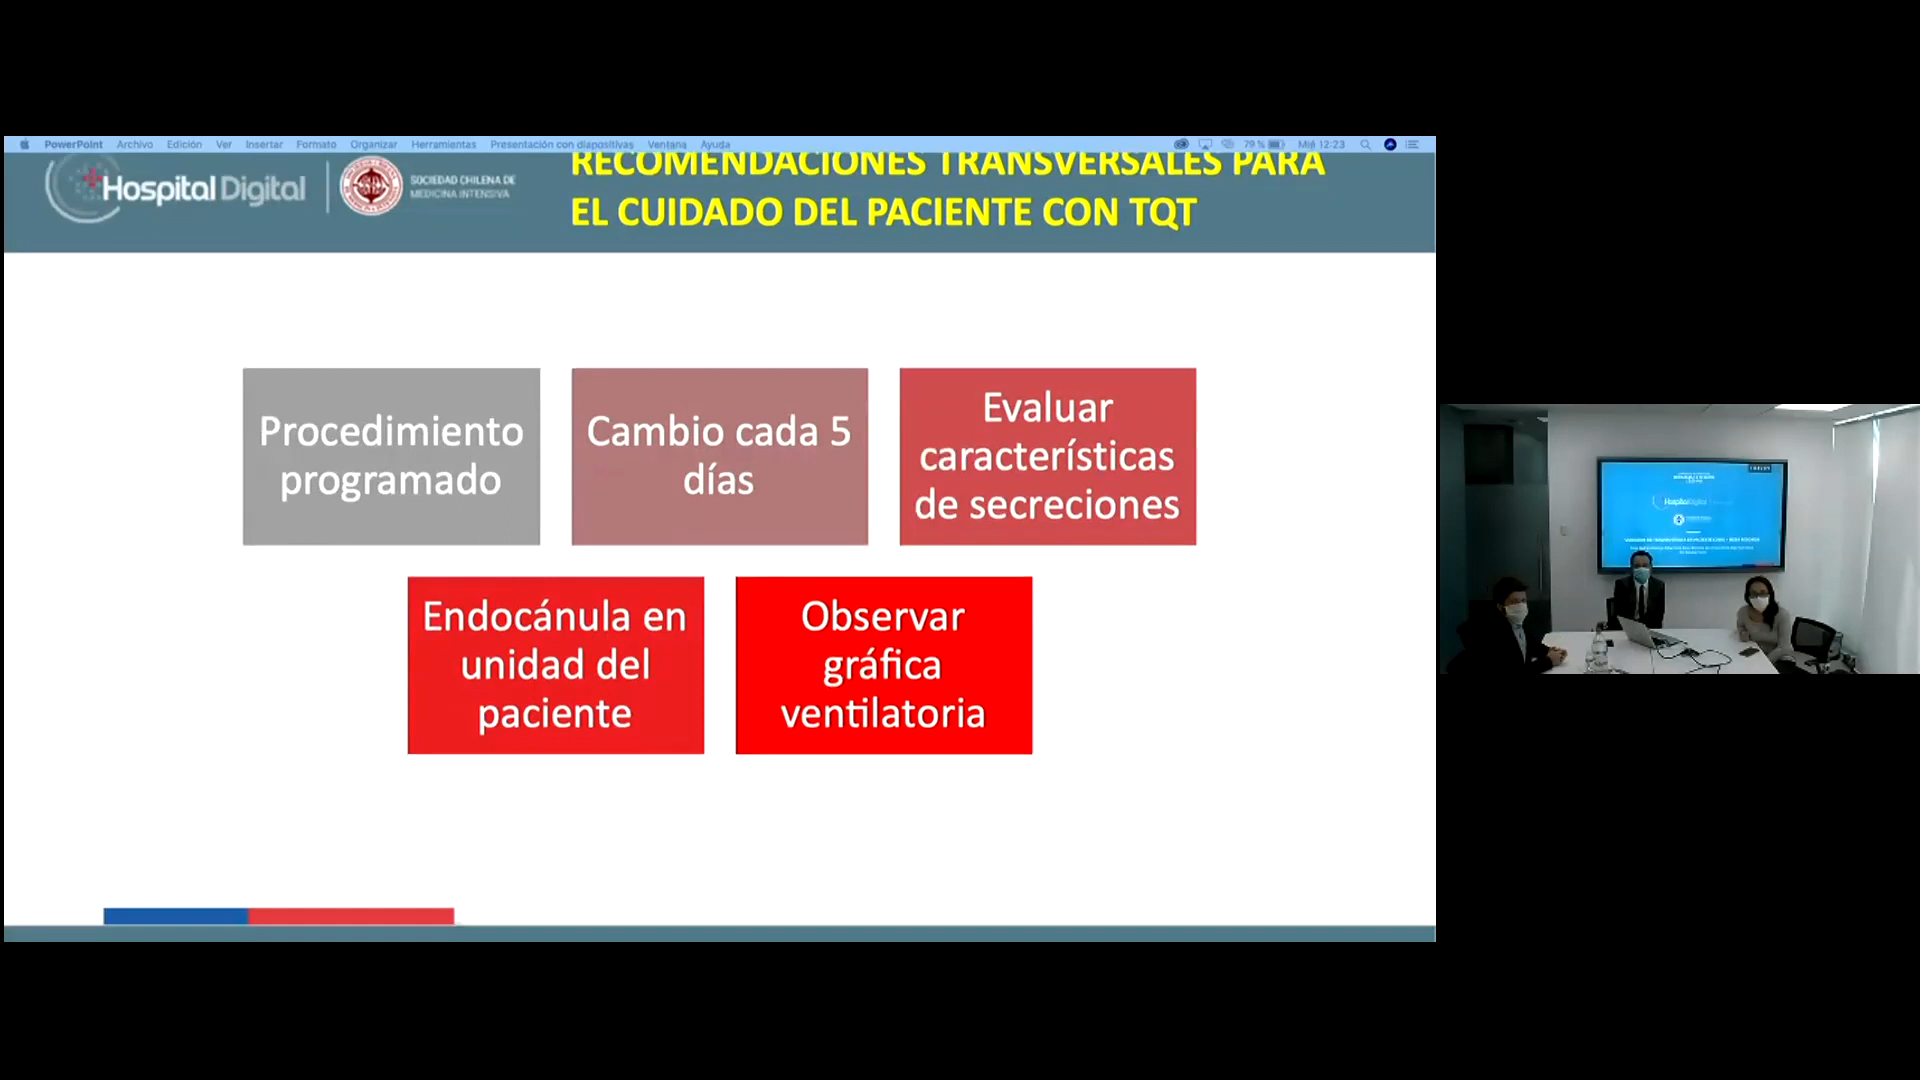 PowerPoint Archivo Edición Ver Insertar Formato Organizar Herramientas Presentación con diapositivas Ventana Ayuda
79 % Mié 12:23
Hospital Digital
SOCIEDAD CHILENA DE
MEDICINA INTENSIVA
RECOMENDACIONES TRANSVERSALES PARA
EL CUIDADO DEL PACIENTE CON TQT
Procedimiento
programado
Cambio cada 5
días
Evaluar
características
de secreciones
Endocánula en
unidad del
paciente
Observar
gráfica
ventilatoria
HospitalDigital